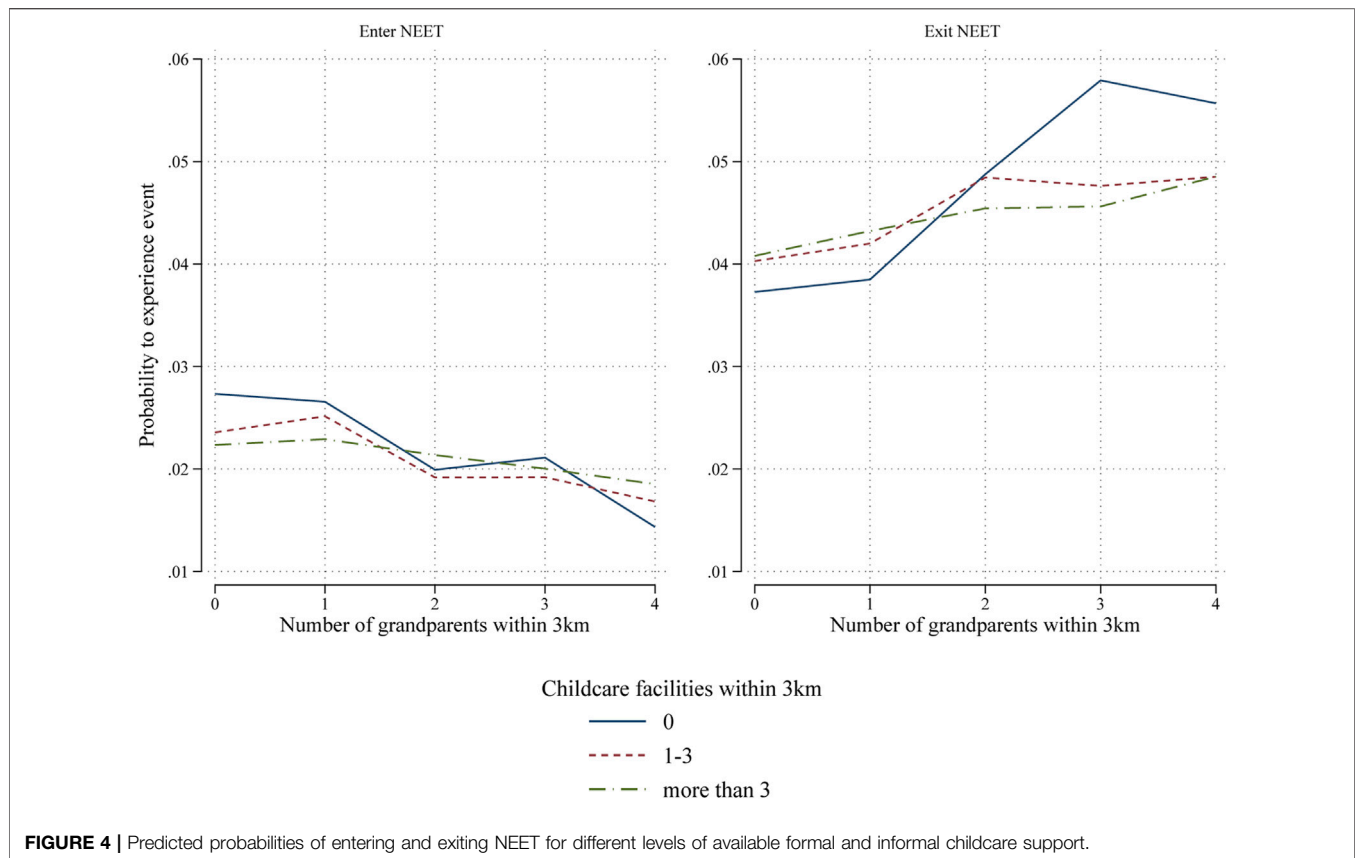 Enter NEET
Exit NEET
Probability to experience event
.06
.05
.04
.03
.02
.01
0 1 2 3 4
Number of grandparents within 3km
.06
.05
.04
.03
.02
.01
0 1 2 3 4
Number of grandparents within 3km
Childcare facilities within 3km
0
1-3
more than 3
FIGURE 4 | Predicted probabilities of entering and exiting NEET for different levels of available formal and informal childcare support.